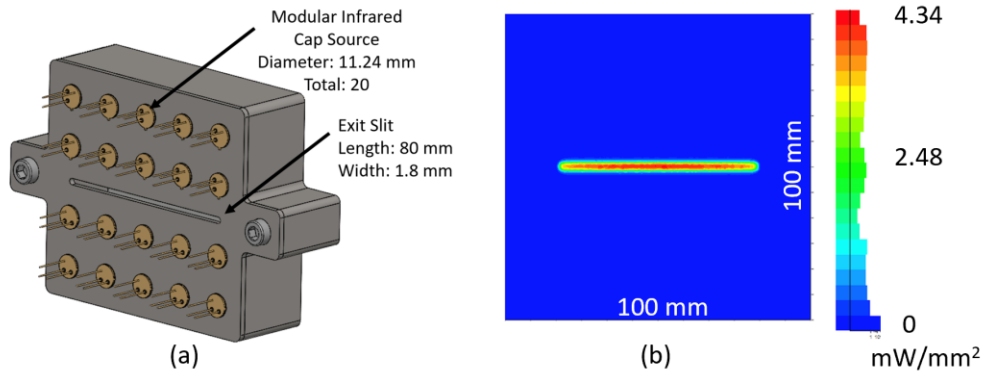 Modular Infrared
Cap Source
Diameter: 11.24 mm
Total: 20
Exit Slit
Length: 80 mm
Width: 1.8 mm
(a)
100 mm
100 mm
(b)
4.34
2.48
0
mW/mm²